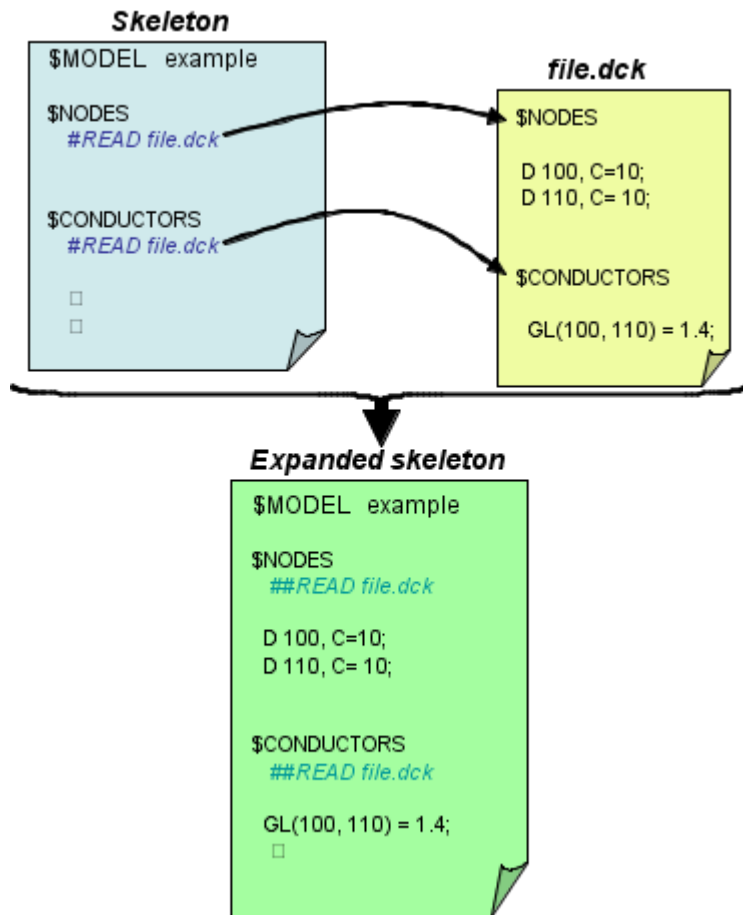 Skeleton
$MODEL example
$NODES
#READ file.dck
$CONDUCTORS
#READ file.dck
file.dck
$NODES
D 100, C=10;
D 110, C= 10;
$CONDUCTORS
GL(100, 110) = 1.4;
Expanded skeleton
$MODEL example
$NODES
##READ file.dck
D 100, C=10;
D 110, C= 10;
$CONDUCTORS
##READ file.dck
GL(100, 110) = 1.4;